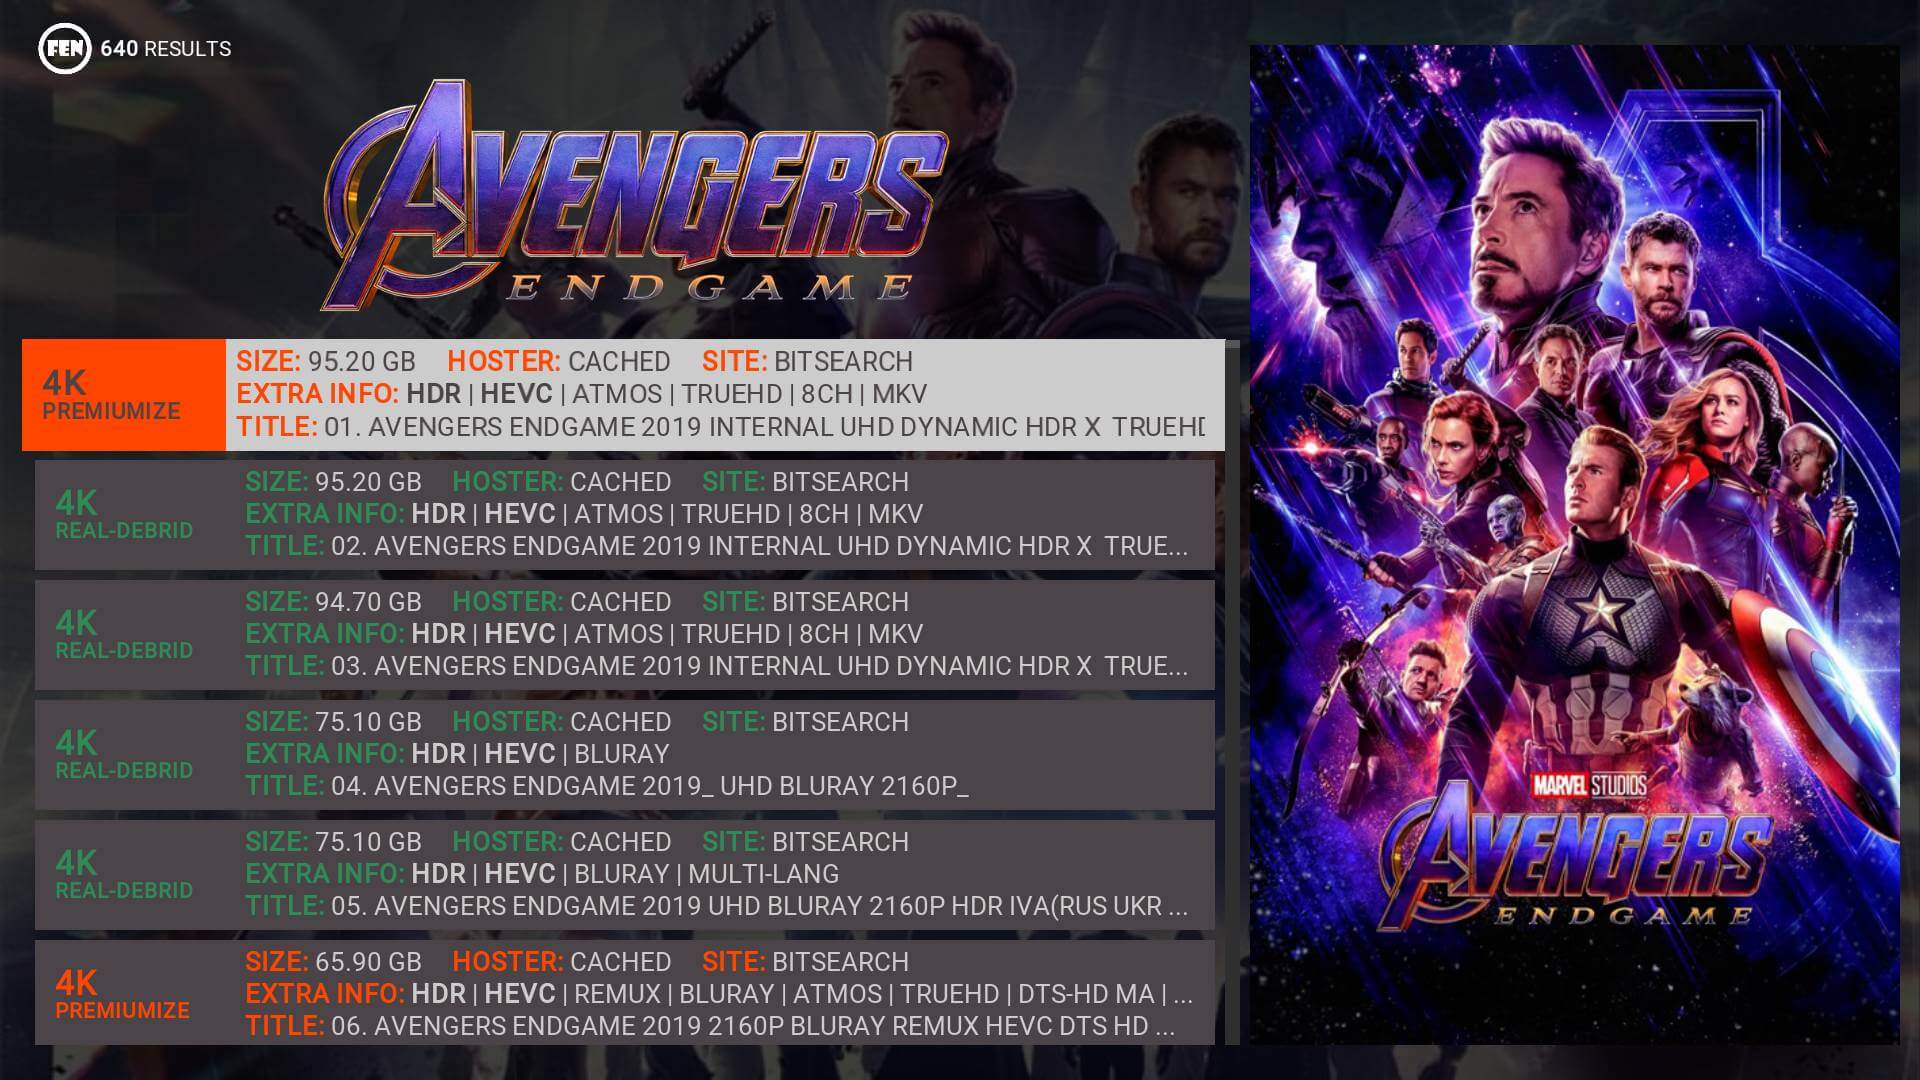 FEN 640 RESULTS
AVENGERS
ENDGAME
4K
PREMIUMIZE
SIZE: 95.20 GB HOSTER: CACHED SITE: BITSEARCH
EXTRA INFO: HDR | HEVC | ATMOS | TRUEHD | 8CH | MKV
TITLE: 01. AVENGERS ENDGAME 2019 INTERNAL UHD DYNAMIC HDR X TRUEHD
4K
REAL-DEBRID
SIZE: 95.20 GB HOSTER: CACHED SITE: BITSEARCH
EXTRA INFO: HDR | HEVC | ATMOS | TRUEHD | 8CH | MKV
TITLE: 02. AVENGERS ENDGAME 2019 INTERNAL UHD DYNAMIC HDR X TRUE...
4K
REAL-DEBRID
SIZE: 94.70 GB HOSTER: CACHED SITE: BITSEARCH
EXTRA INFO: HDR | HEVC | ATMOS | TRUEHD | 8CH | MKV
TITLE: 03. AVENGERS ENDGAME 2019 INTERNAL UHD DYNAMIC HDR X TRUE...
4K
REAL-DEBRID
SIZE: 75.10 GB HOSTER: CACHED SITE: BITSEARCH
EXTRA INFO: HDR | HEVC | BLURAY
TITLE: 04. AVENGERS ENDGAME 2019_ UHD BLURAY 2160P_
4K
REAL-DEBRID
SIZE: 75.10 GB HOSTER: CACHED SITE: BITSEARCH
EXTRA INFO: HDR | HEVC | BLURAY | MULTI-LANG
TITLE: 05. AVENGERS ENDGAME 2019 UHD BLURAY 2160P HDR IVA(RUS UKR ...
4K
PREMIUMIZE
SIZE: 65.90 GB HOSTER: CACHED SITE: BITSEARCH
EXTRA INFO: HDR | HEVC | REMUX | BLURAY | ATMOS | TRUEHD | DTS-HD MA | ...
TITLE: 06. AVENGERS ENDGAME 2019 2160P BLURAY REMUX HEVC DTS HD ...
MARVEL STUDIOS
AVENGERS
ENDGAME